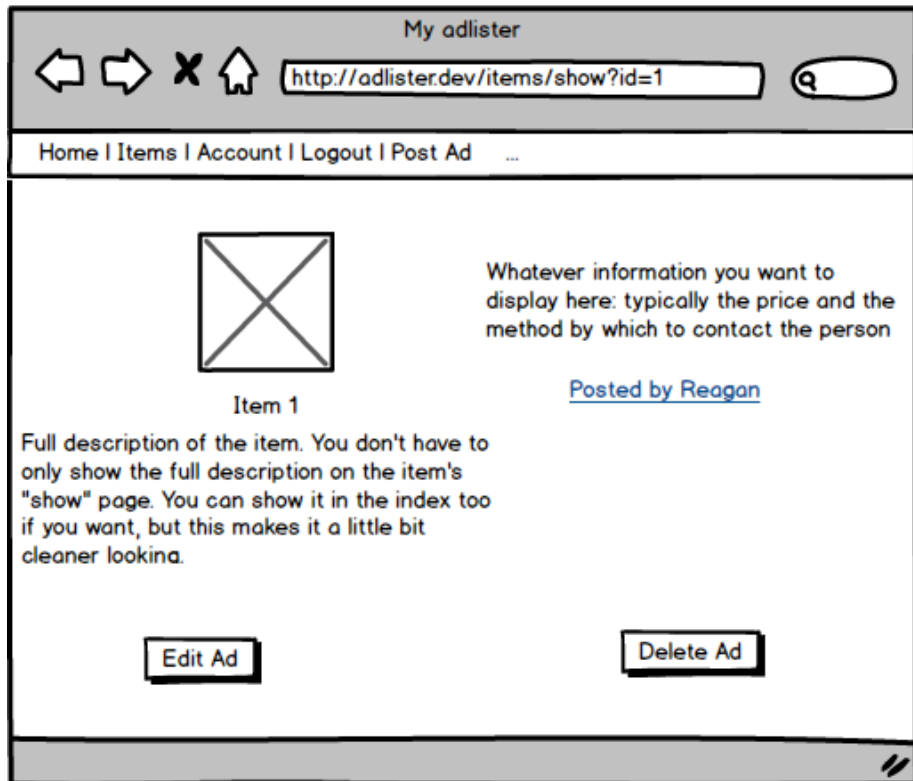 My adlister
http://adlister.dev/items/show?id=1
Home | Items | Account | Logout | Post Ad ...
Whatever information you want to
display here: typically the price and the
method by which to contact the person
Posted by Reagan
Item 1
Full description of the item. You don't have to
only show the full description on the item's
"show" page. You can show it in the index too
if you want, but this makes it a little bit
cleaner looking.
Edit Ad
Delete Ad